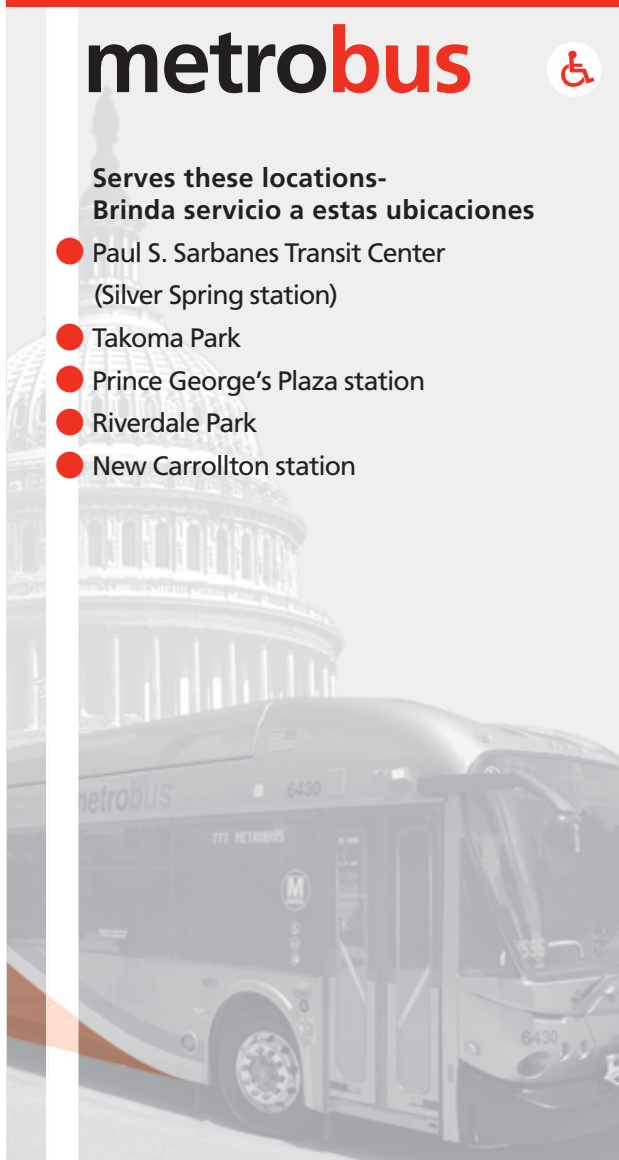 metrobus
Serves these locations-
Brinda servicio a estas ubicaciones
Paul S. Sarbanes Transit Center
(Silver Spring station)
Takoma Park
Prince George’s Plaza station
Riverdale Park
New Carrollton station
metrobus
6430
TYT METROBUS
M
6430